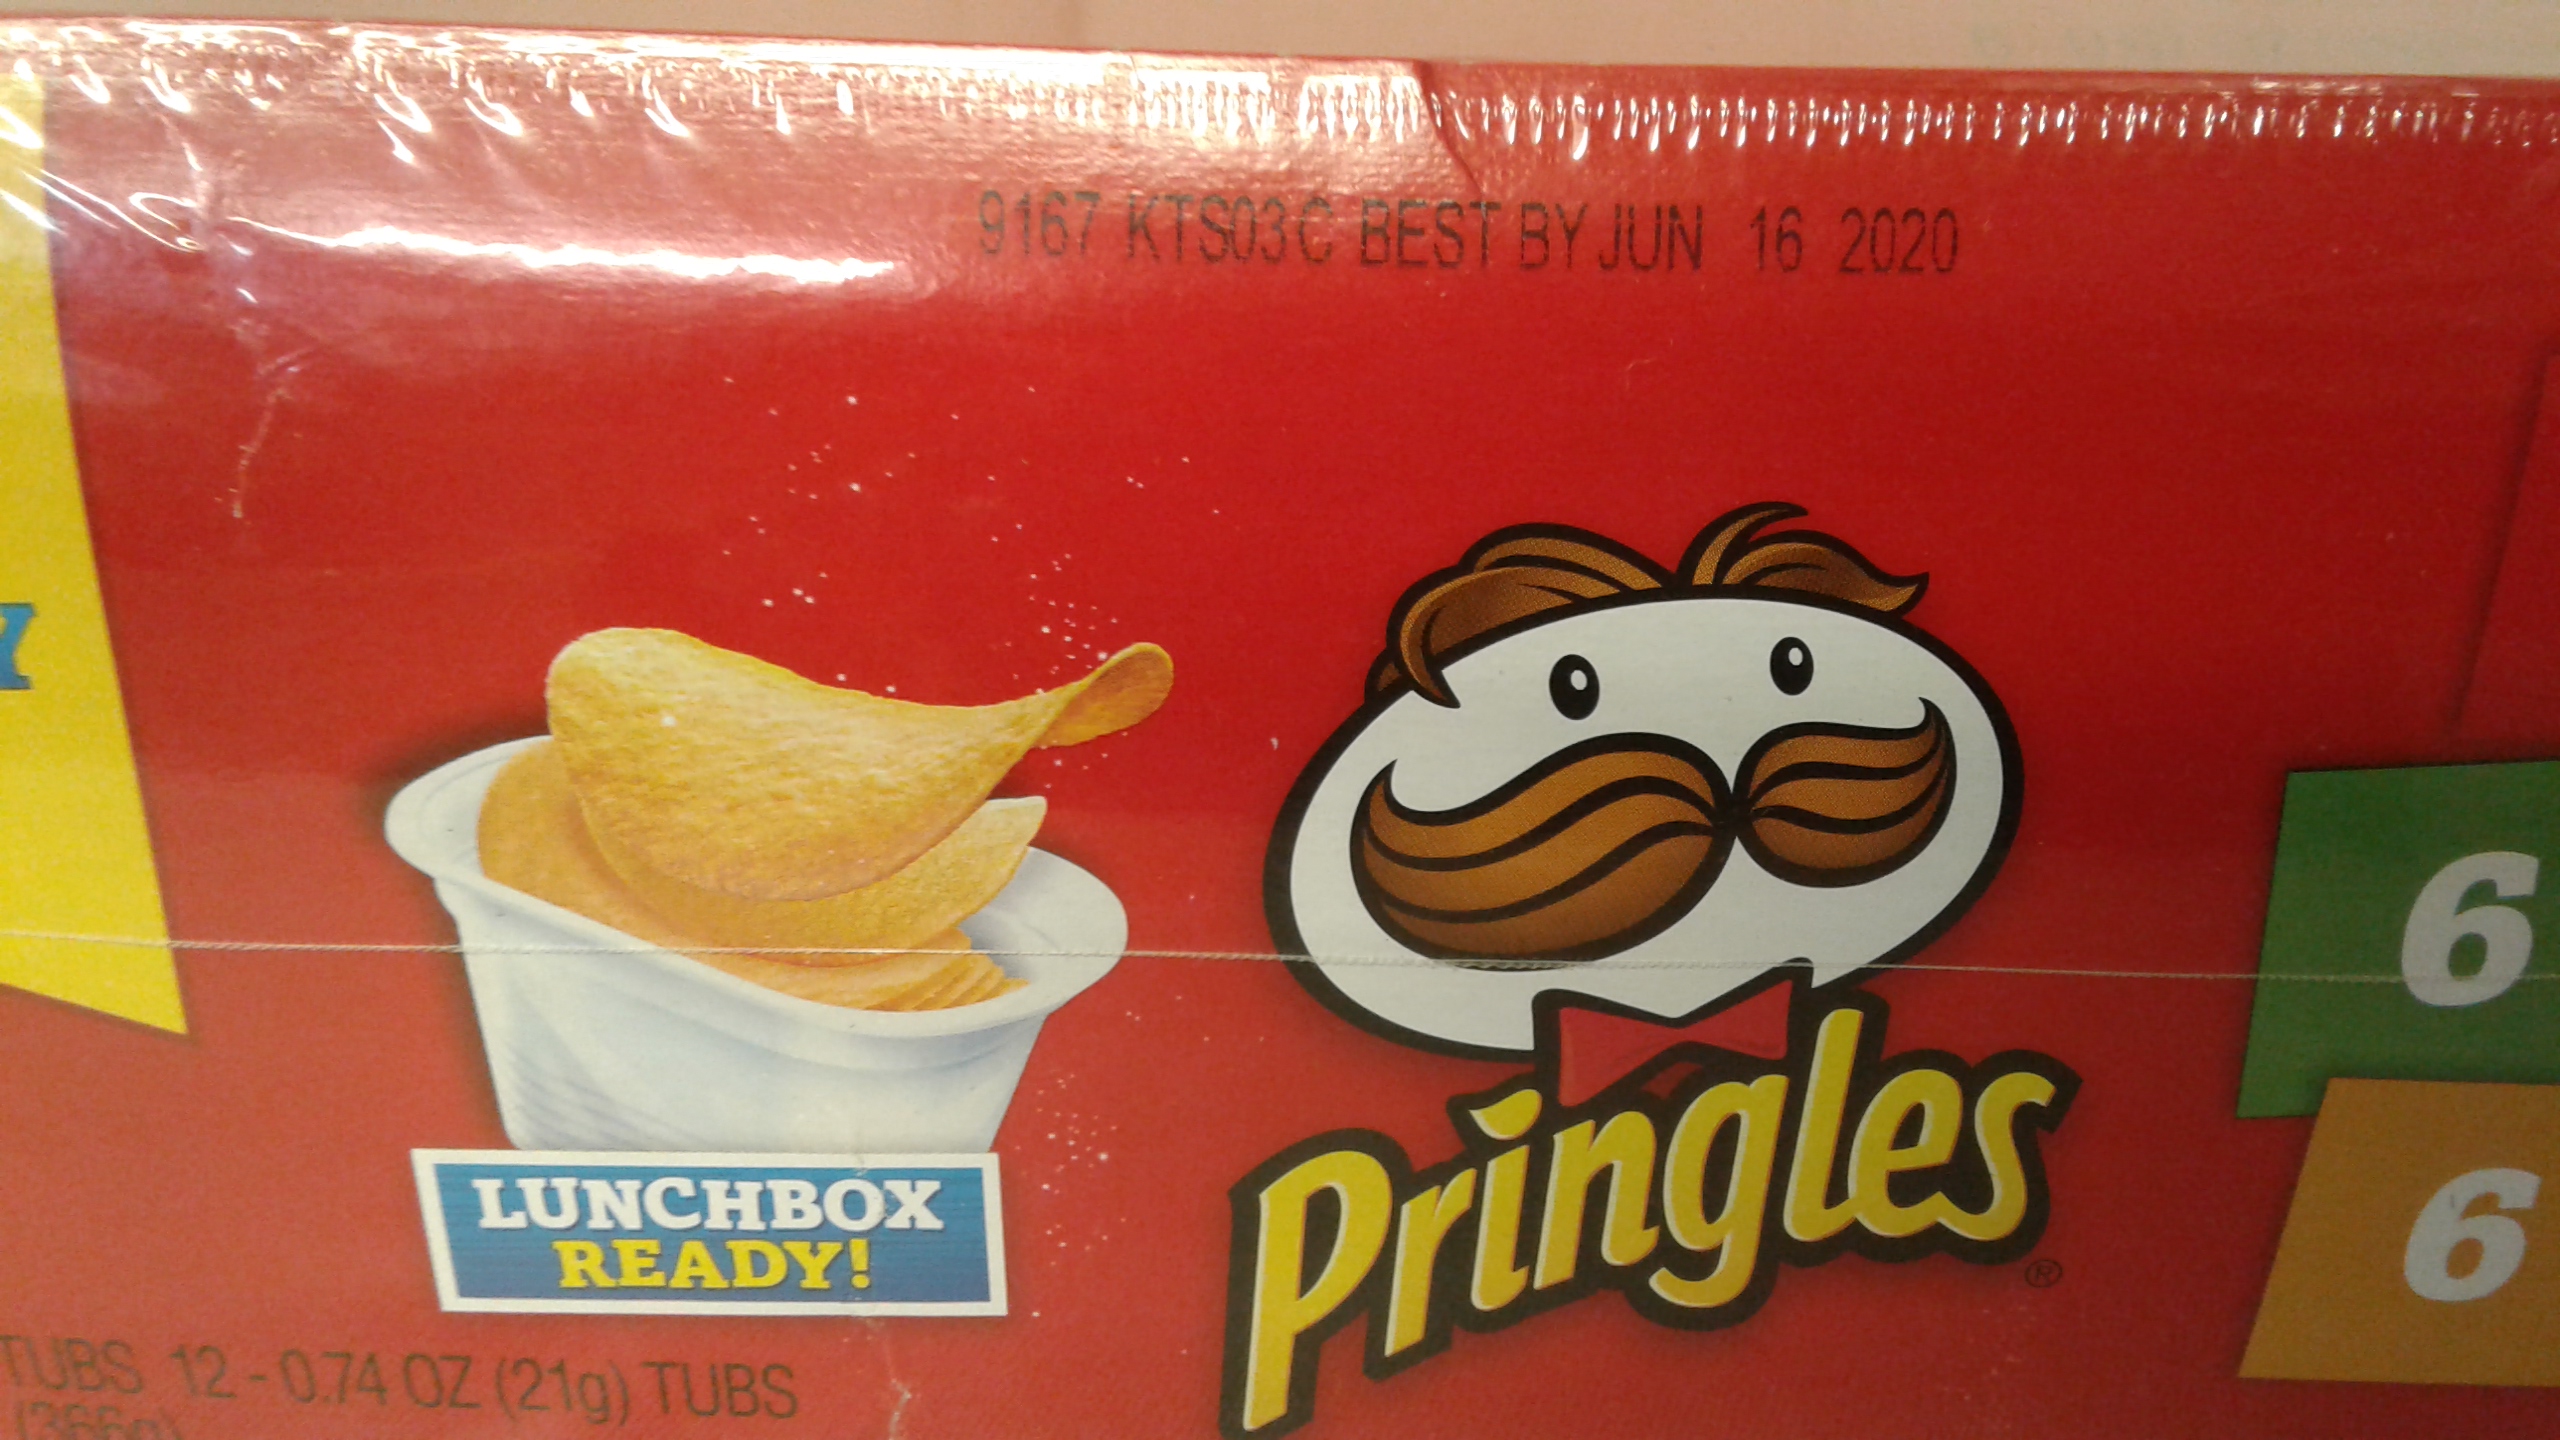 9167 KTS03C BEST BY JUN 16 2020
Pringles
®
LUNCHBOX
READY!
6
6
TUBS 12 - 0.74 OZ (21g) TUBS
(366g)